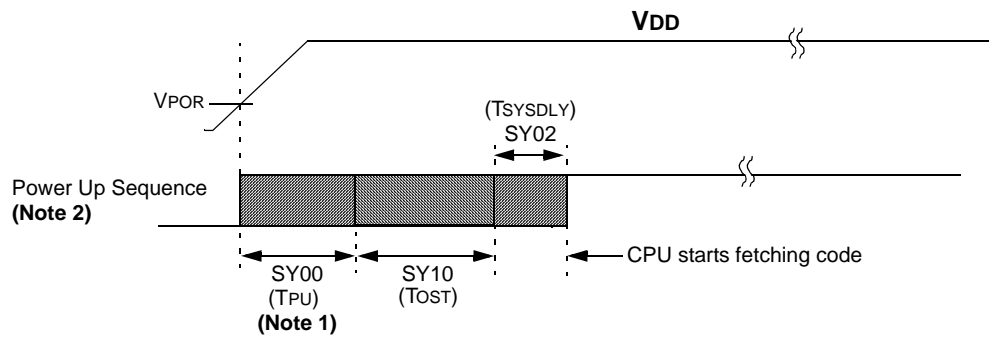 VDD
VPOR
(TSYSDLY)
SY02
Power Up Sequence
(Note 2)
CPU starts fetching code
SY00
(TPU)
(Note 1)
SY10
(TOST)